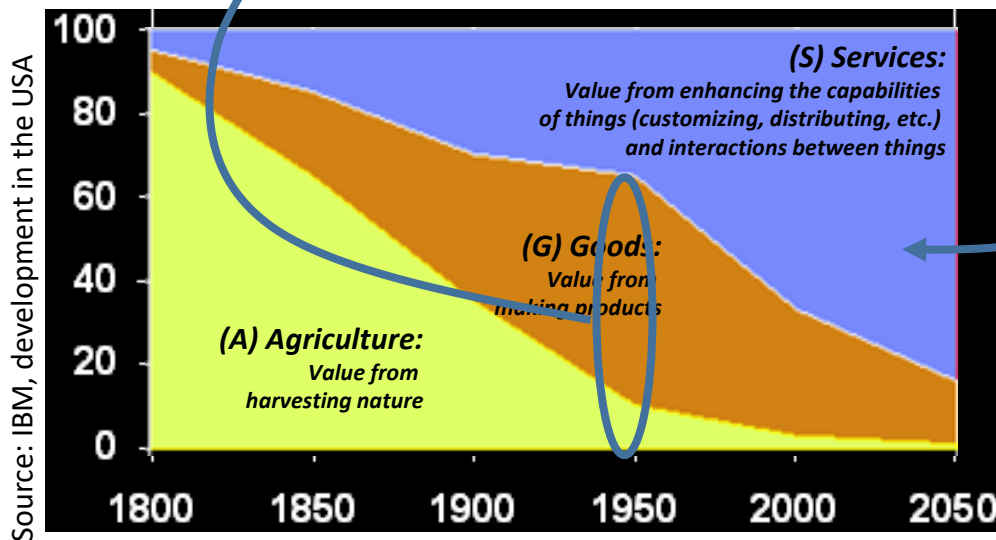 Source: IBM, development in the USA
100
80
60
40
20
0
(S) Services:
Value from enhancing the capabilities
of things (customizing, distributing, etc.)
and interactions between things
(G) Goods:
Value from
making products
(A) Agriculture:
Value from
harvesting nature
1800 1850 1900 1950 2000 2050